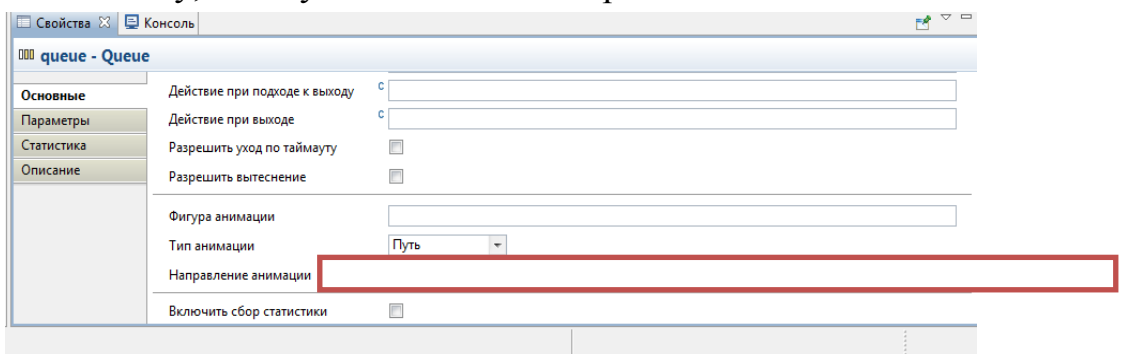 Свойства Консоль
queue - Queue
Основные
Параметры
Статистика
Описание
Действие при подходе к выходу C
Действие при выходе C
Разрешить уход по таймауту
Разрешить вытеснение
Фигура анимации
Тип анимации Путь
Направление анимации
Включить сбор статистики